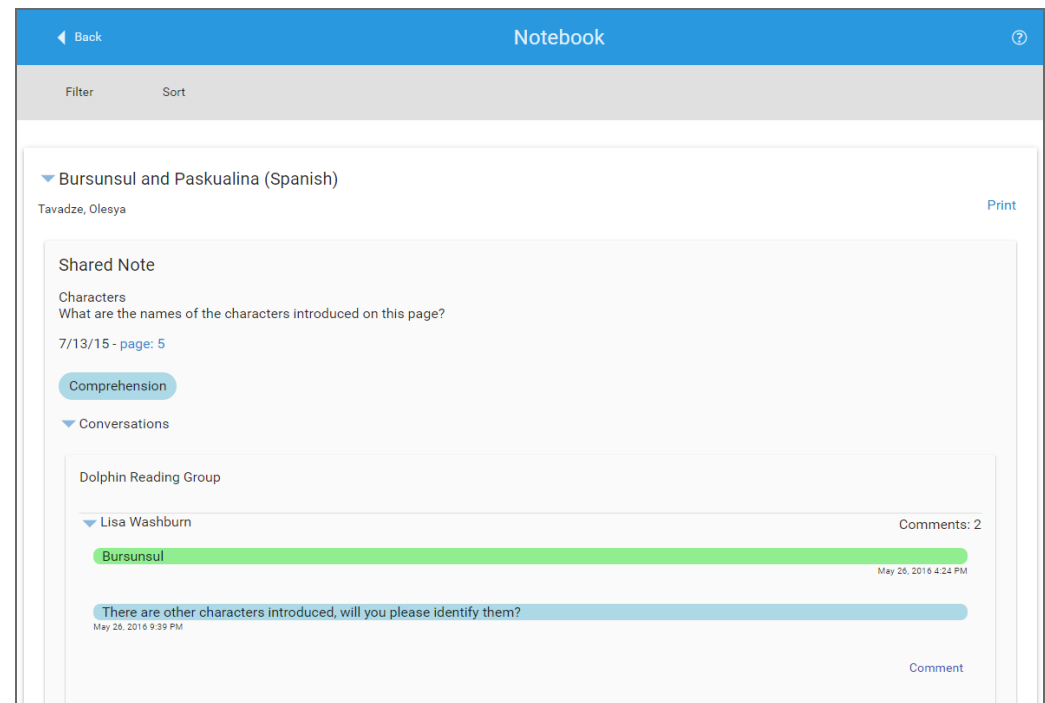 Back
Notebook
Filter
Sort
Bursunsul and Paskualina (Spanish)
Tavadze, Olesya
Print
Shared Note
Characters
What are the names of the characters introduced on this page?
7/13/15 - page: 5
Comprehension
Conversations
Dolphin Reading Group
Lisa Washburn
Comments: 2
Bursunsul
May 26, 2016 4:24 PM
There are other characters introduced, will you please identify them?
May 26, 2016 9:39 PM
Comment